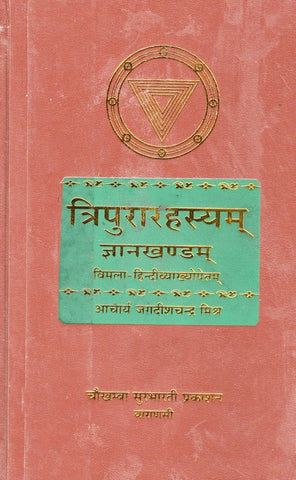 त्रिपुरारहस्यम्
ज्ञानखण्डम्
विमला-हिन्दीव्याख्योपेतम्
आचार्य जगदीशचन्द्र मिश्र
चौखम्बा सुरभारती प्रकाशन
वाराणसी